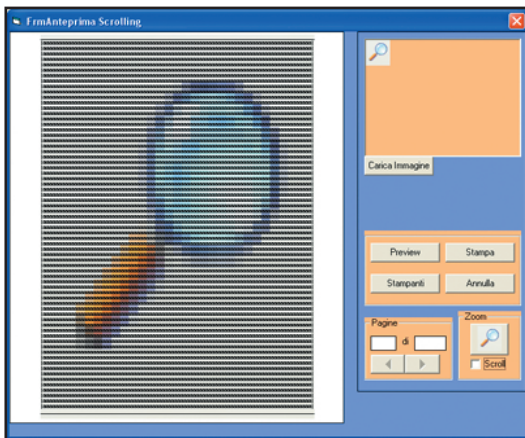 FrmAnteprima Scrolling
Carica Immagine
Preview
Stampa
Stampanti
Annulla
Pagine
di
Zoom
Scroll